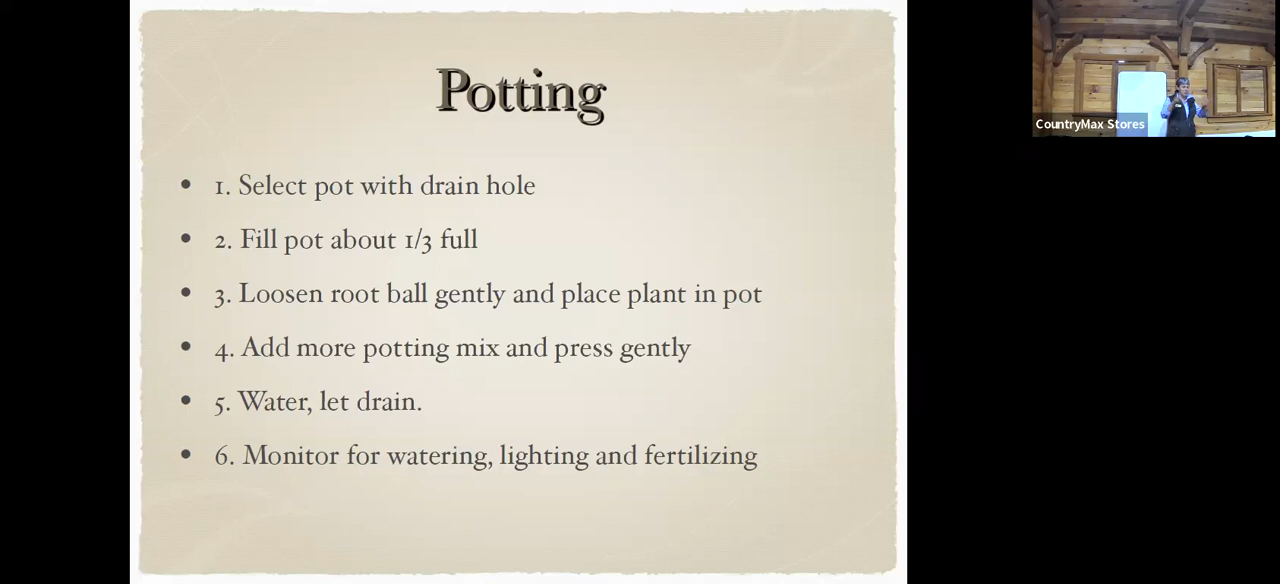 Potting
• 1. Select pot with drain hole
• 2. Fill pot about 1/3 full
• 3. Loosen root ball gently and place plant in pot
• 4. Add more potting mix and press gently
• 5. Water, let drain.
• 6. Monitor for watering, lighting and fertilizing
CountryMax Stores